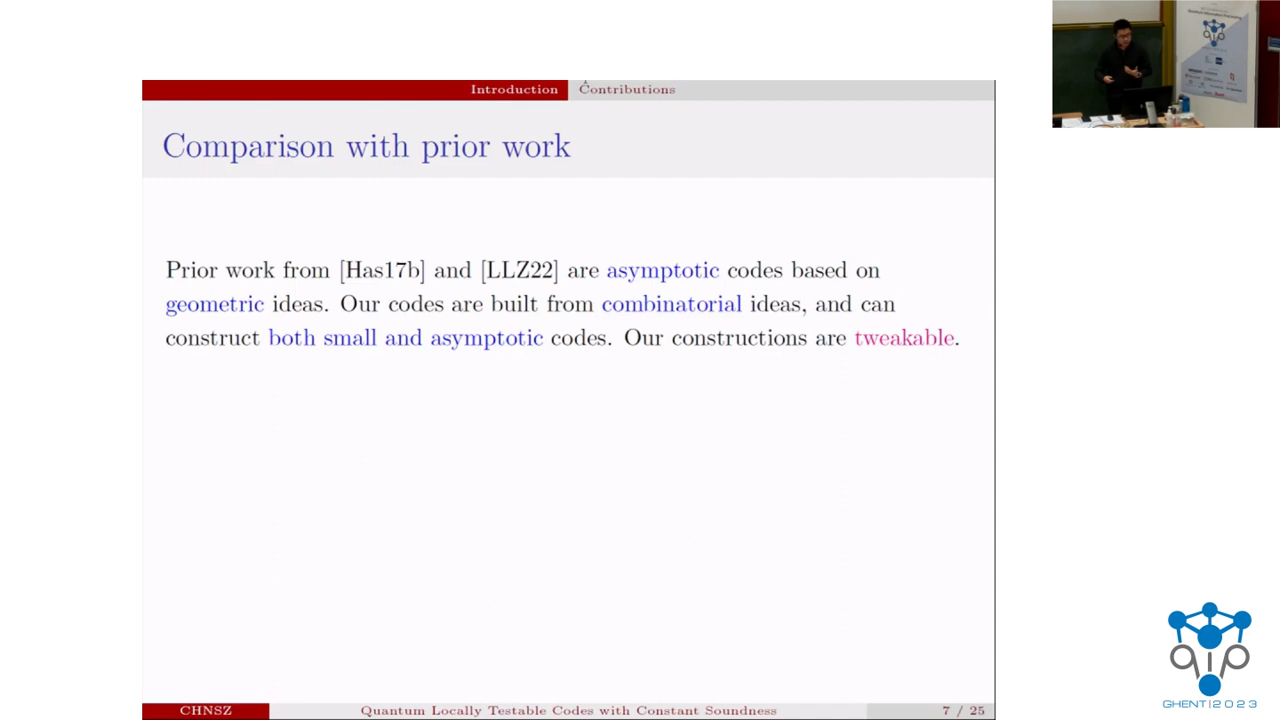 Introduction
Contributions
Comparison with prior work
Prior work from [Has17b] and [LLZ22] are asymptotic codes based on
geometric ideas. Our codes are built from combinatorial ideas, and can
construct both small and asymptotic codes. Our constructions are tweakable.
CHNSZ
Quantum Locally Testable Codes with Constant Soundness
7 / 25
qip
GHENT|2023